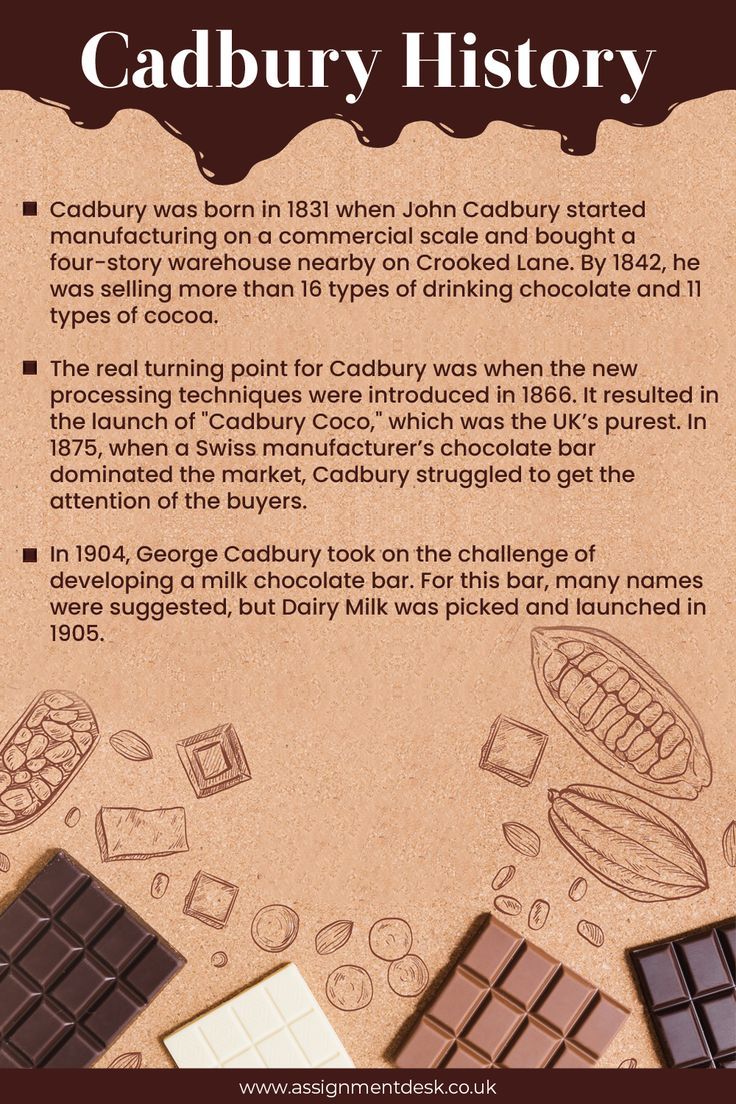 Cadbury History
Cadbury was born in 1831 when John Cadbury started
manufacturing on a commercial scale and bought a
four-story warehouse nearby on Crooked Lane. By 1842, he
was selling more than 16 types of drinking chocolate and 11
types of cocoa.
The real turning point for Cadbury was when the new
processing techniques were introduced in 1866. It resulted in
the launch of "Cadbury Coco," which was the UK’s purest. In
1875, when a Swiss manufacturer’s chocolate bar
dominated the market, Cadbury struggled to get the
attention of the buyers.
In 1904, George Cadbury took on the challenge of
developing a milk chocolate bar. For this bar, many names
were suggested, but Dairy Milk was picked and launched in
1905.
www.assignmentdesk.co.uk